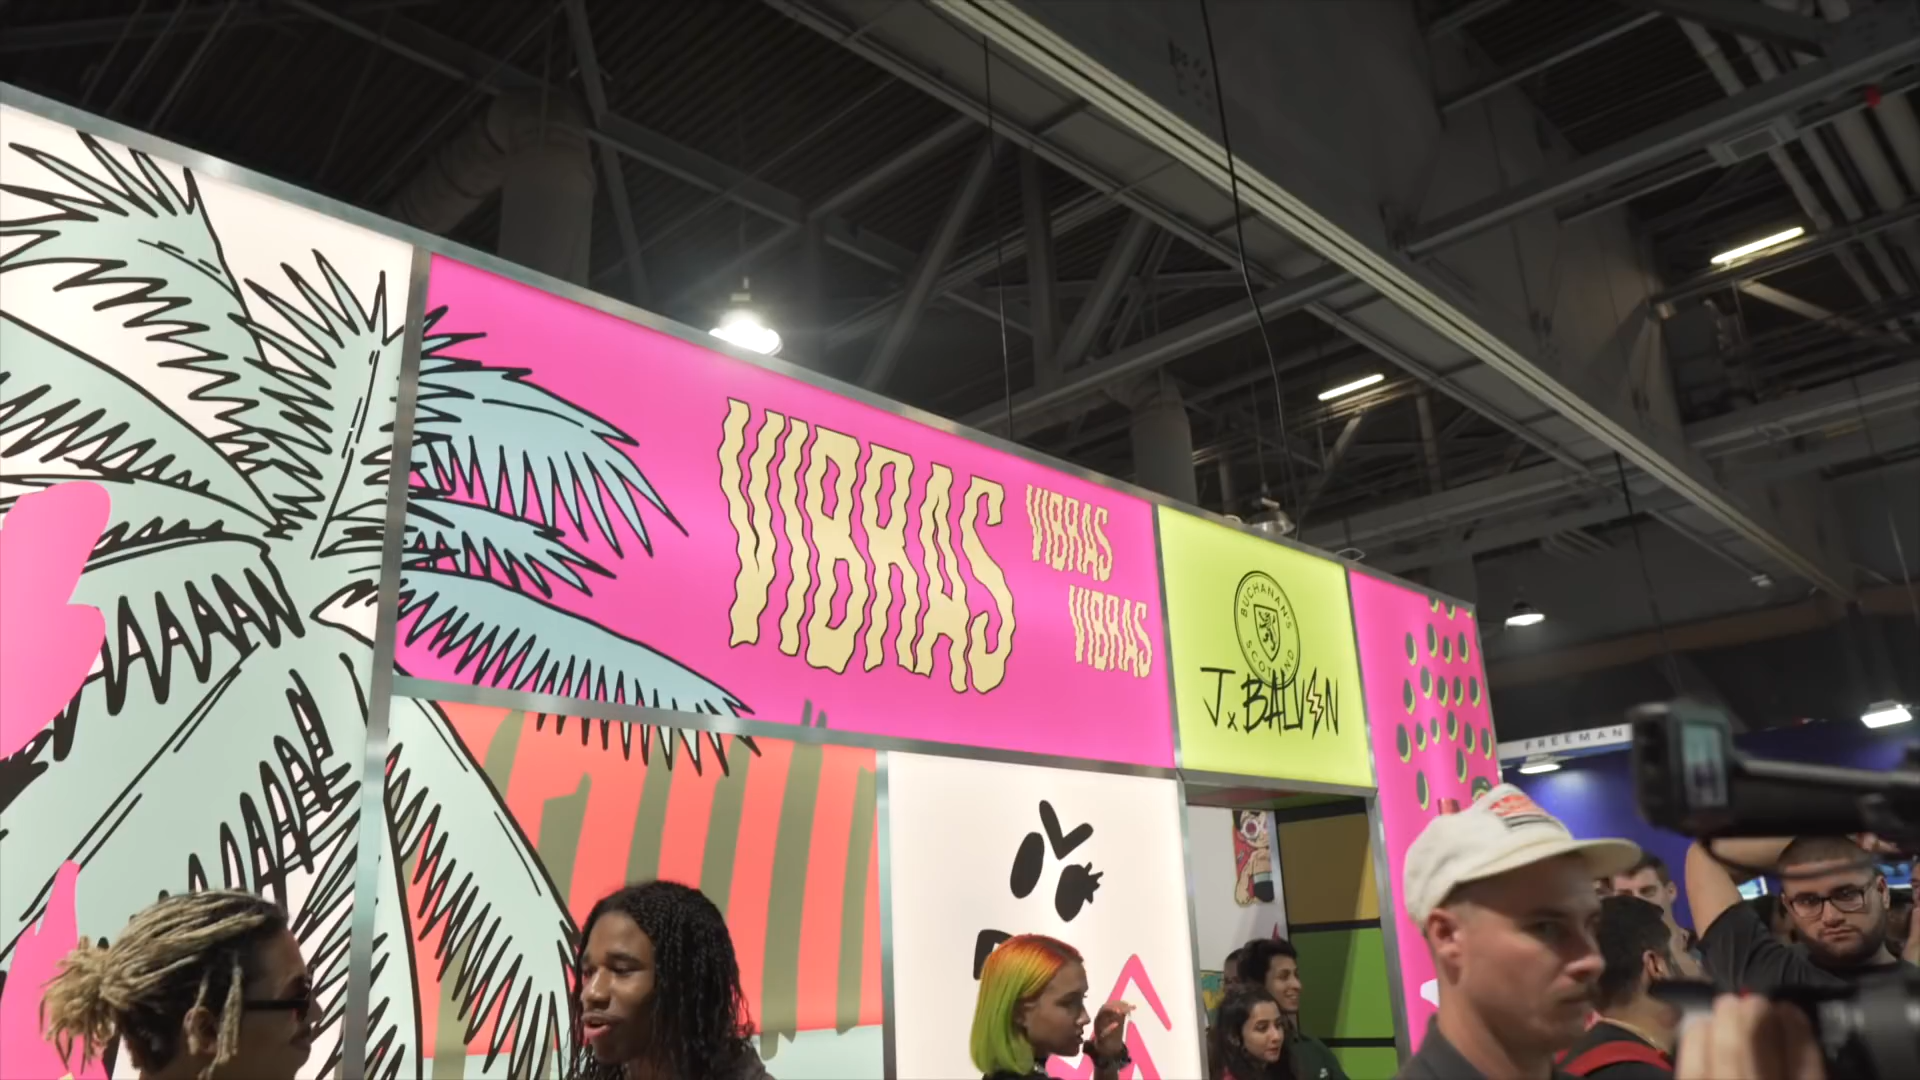 VIBRAS
VIBRAS
VIBRAS
BUCHANAN'S
SCOTLAND
J x BALVIN
FREEMAN